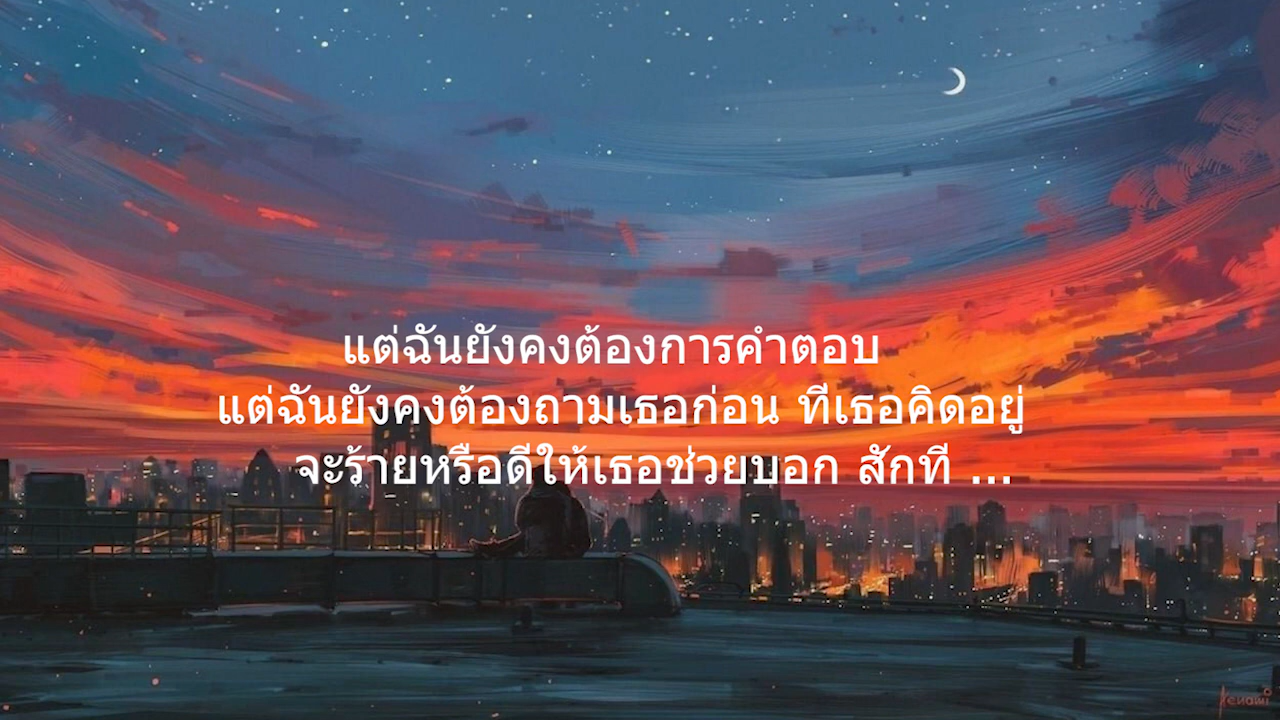 แต่ฉันยังคงต้องการคำตอบ
แต่ฉันยังคงต้องถามเธอก่อน ที่เธอคิดอยู่
จะร้ายหรือดีให้เธอช่วยบอก สักที ...
Aenami